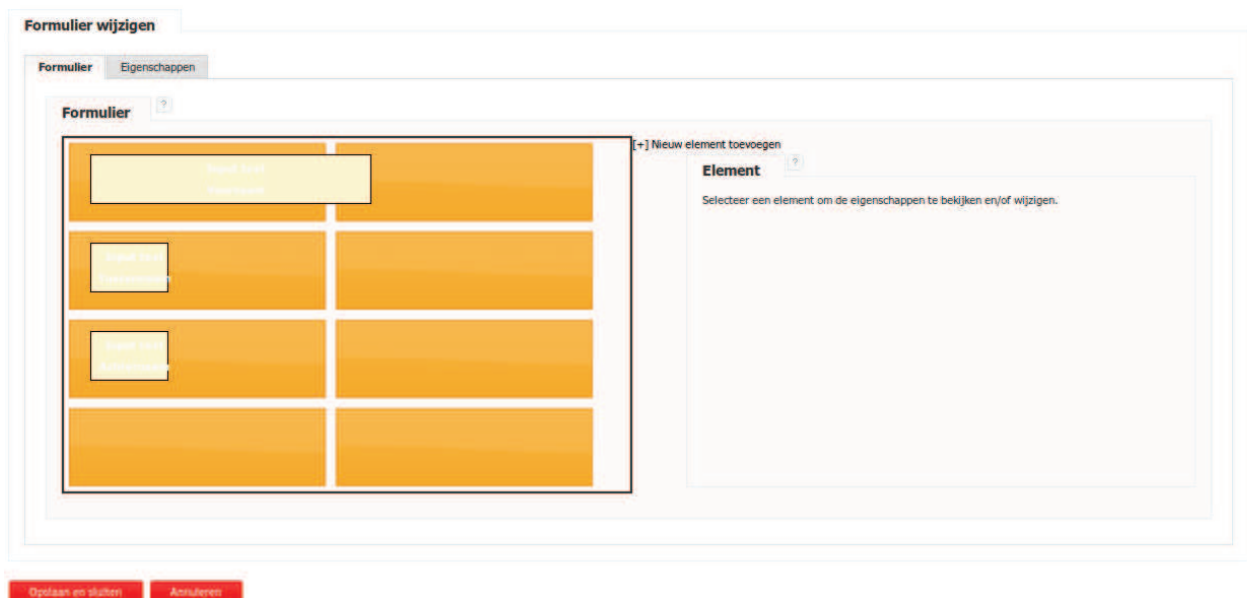 Formulier wijzigen
Formulier Eigenschappen
Formulier ?
[+] Nieuw element toevoegen
Element ?
Selecteer een element om de eigenschappen te bekijken en/of wijzigen.
Opslaan en sluiten Annuleren